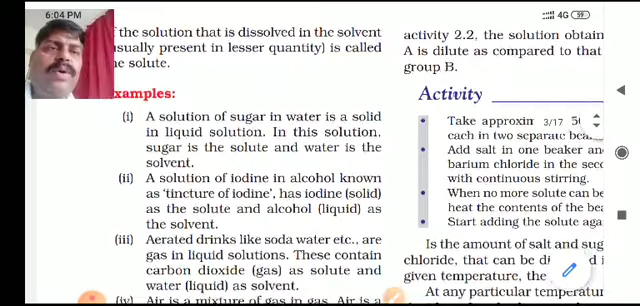 6:04 PM
4G 59
f the solution that is dissolved in the solvent
usually present in lesser quantity) is called
he solute.
xamples:
(i) A solution of sugar in water is a solid
in liquid solution. In this solution,
sugar is the solute and water is the
solvent.
(ii) A solution of iodine in alcohol known
as 'tincture of iodine', has iodine (solid)
as the solute and alcohol (liquid) as
the solvent.
(iii) Aerated drinks like soda water etc., are
gas in liquid solutions. These contain
carbon dioxide (gas) as solute and
water (liquid) as solvent.
(iv) Air is a mixture of gas in gas. Air is a
activity 2.2, the solution obtain
A is dilute as compared to that
group B.
Activity
• Take approxim 3/17 50
each in two separate bea
• Add salt in one beaker an
barium chloride in the sec
with continuous stirring.
• When no more solute can be
heat the contents of the bea
• Start adding the solute aga
Is the amount of salt and sug
chloride, that can be di d i
given temperature, the
At any particular temperatur